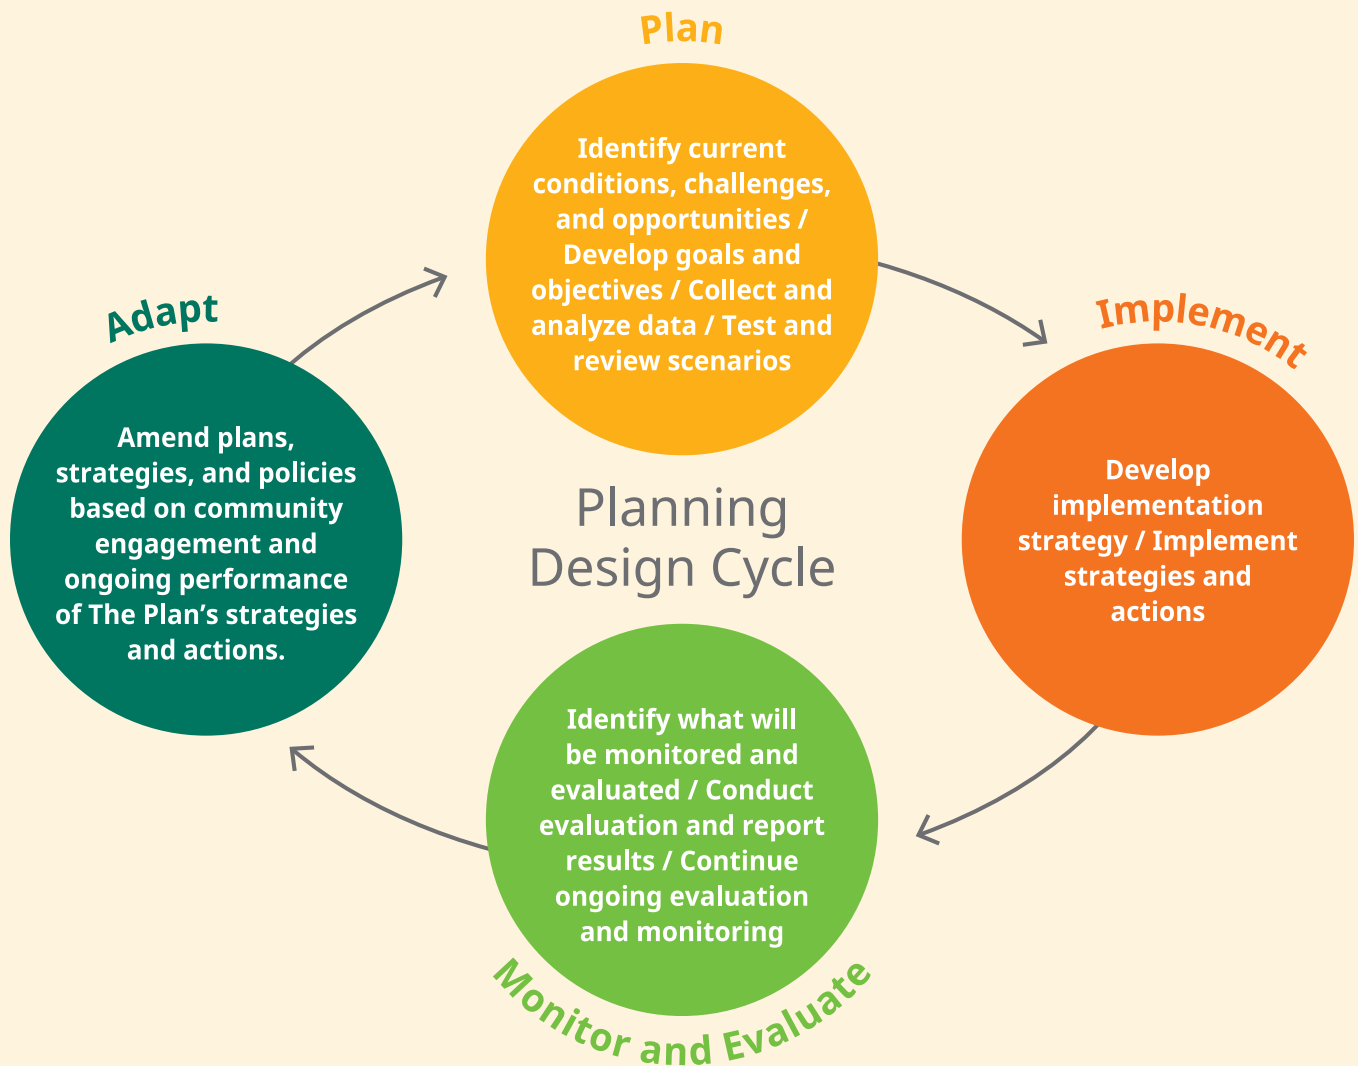 Plan
Identify current
conditions, challenges,
and opportunities /
Develop goals and
objectives / Collect and
analyze data / Test and
review scenarios
Implement
Develop
implementation
strategy / Implement
strategies and
actions
Planning
Design Cycle
Adapt
Amend plans,
strategies, and policies
based on community
engagement and
ongoing performance
of The Plan’s strategies
and actions.
Identify what will
be monitored and
evaluated / Conduct
evaluation and report
results / Continue
ongoing evaluation
and monitoring
Monitor and Evaluate